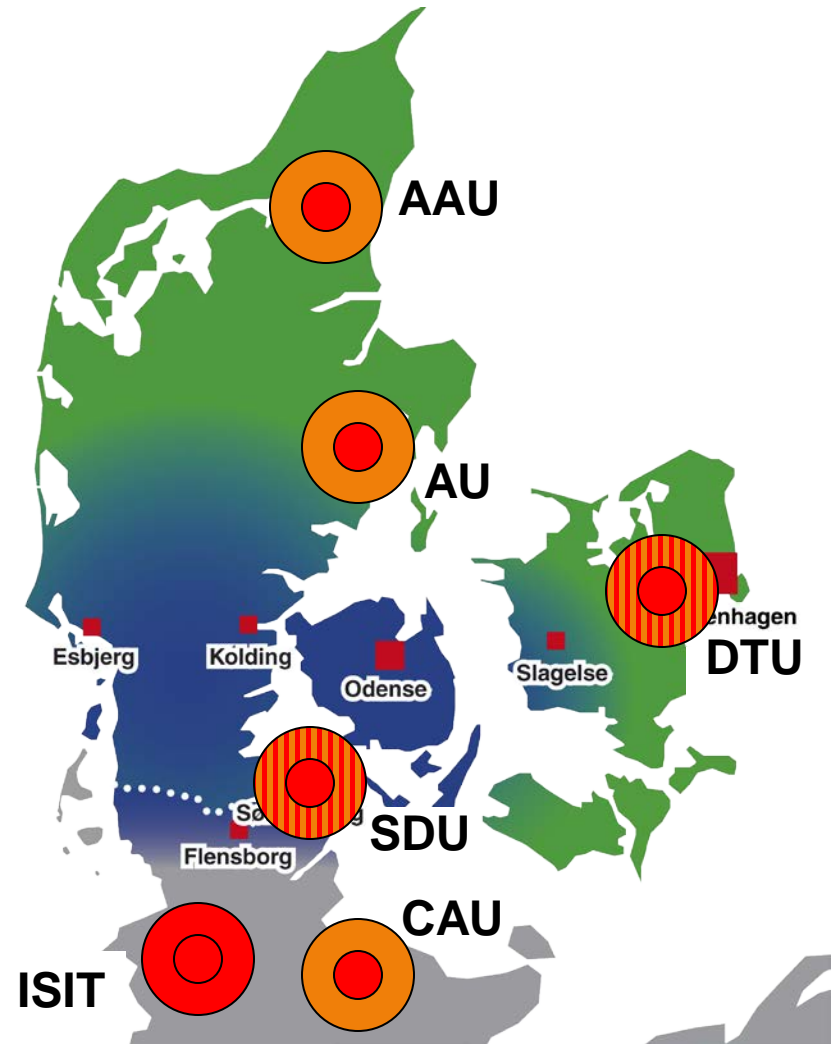 AAU
AU
enhagen
DTU
Esbjerg
Kolding
Odense
Slagelse
SDU
Flensborg
CAU
ISIT